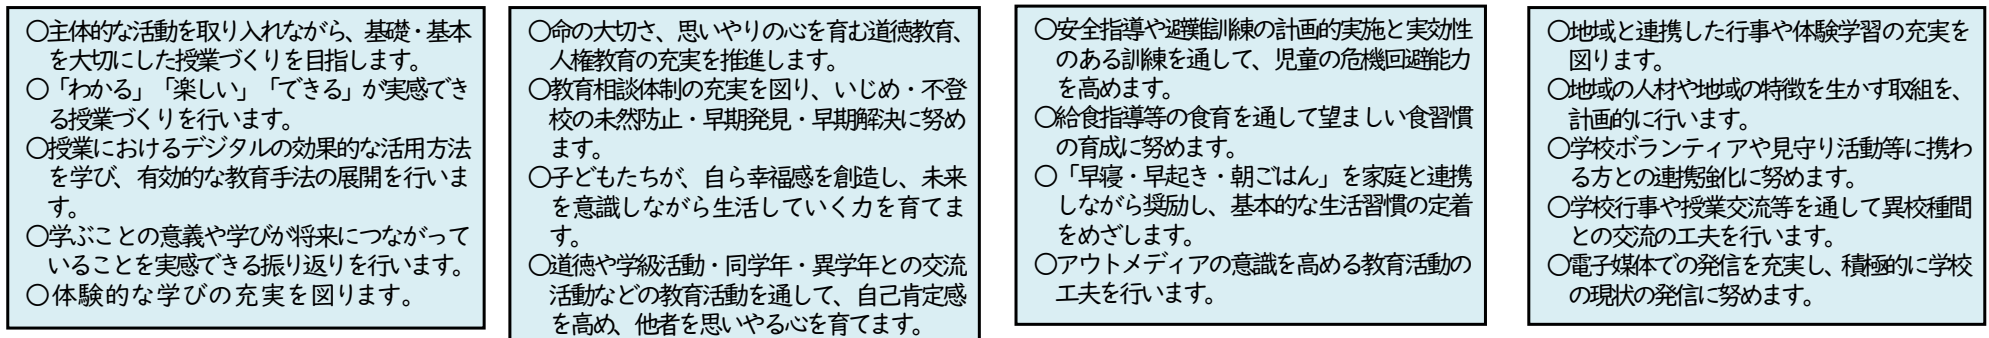 ○主体的な活動を取り入れながら、基礎・基本
を大切にした授業づくりを目指します。
○「わかる」「楽しい」「できる」が実感でき
る授業づくりを行います。
○授業におけるデジタルの効果的な活用方法
を学び、有効的な教育手法の展開を行いま
す。
○学ぶことの意義や学びが将来につながって
いることを実感できる振り返りを行います。
○体験的な学びの充実を図ります。
○命の大切さ、思いやりの心を育む道徳教育、
人権教育の充実を推進します。
○教育相談体制の充実を図り、いじめ・不登
校の未然防止・早期発見・早期解決に努め
ます。
○子どもたちが、自ら幸福感を創造し、未来
を意識しながら生活していく力を育てま
す。
○道徳や学級活動・同学年・異学年との交流
活動などの教育活動を通して、自己肯定感
を高め、他者を思いやる心を育てます。
○安全指導や避難訓練の計画的実施と実効性
のある訓練を通して、児童の危機回避能力
を高めます。
○給食指導等の食育を通して望ましい食習慣
の育成に努めます。
○「早寝・早起き・朝ごはん」を家庭と連携
しながら奨励し、基本的な生活習慣の定着
をめざします。
○アウトメディアの意識を高める教育活動の
工夫を行います。
○地域と連携した行事や体験学習の充実を
図ります。
○地域の人材や地域の特徴を生かす取組を、
計画的に行います。
○学校ボランティアや見守り活動等に携わ
る方との連携強化に努めます。
○学校行事や授業交流等を通して異校種間
との交流の工夫を行います。
○電子媒体での発信を充実し、積極的に学校
の現状の発信に努めます。